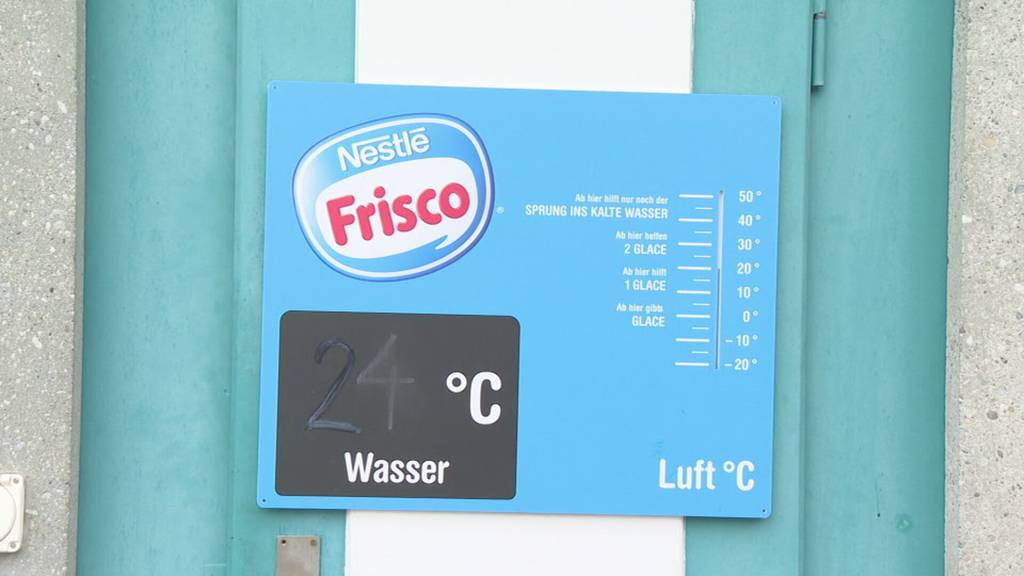 Nestlé
Frisco
®
Ab hier hilft nur noch der
SPRUNG INS KALTE WASSER
Ab hier helfen
2 GLACE
Ab hier hilft
1 GLACE
Ab hier gibts
GLACE
50°
40°
30°
20°
10°
0°
-10°
-20°
24 °C
Wasser
Luft °C